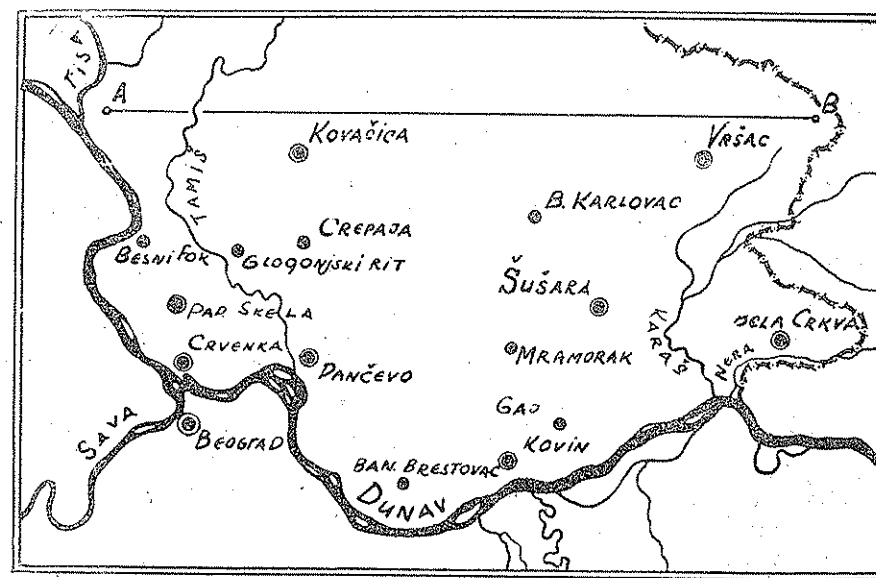 TISA
A
B
KOVAČICA
VRŠAC
TAMIŠ
B. KARLOVAC
CREPAJA
BESNI FOK
GLOGONJSKI RIT
ŠUŠARA
PAD. SKELA
KARAŠ
BELA CRKVA
CRVENKA
PANČEVO
MRAMORAK
NERA
SAVA
BEOGRAD
GAJ
KOVIN
BAN. BRESTOVAC
DUNAV